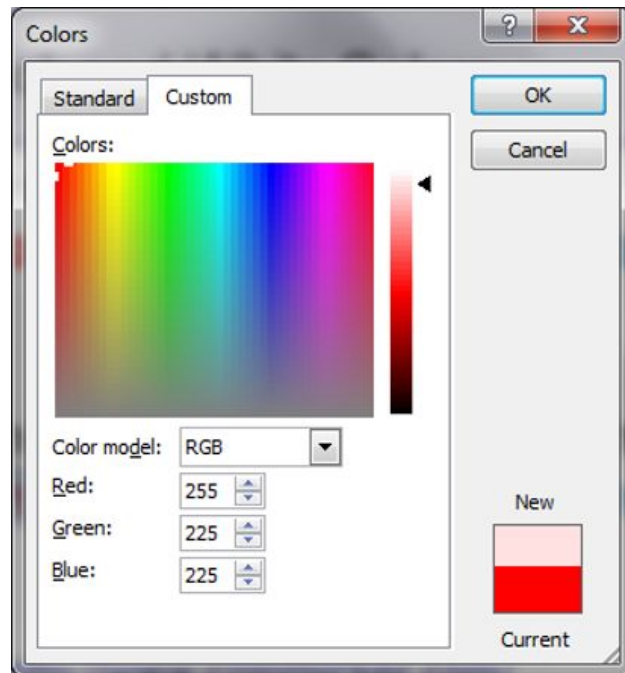 Colors
?
X
Standard Custom
OK
Cancel
Colors:
Color model: RGB
Red: 255
Green: 225
Blue: 225
New
Current